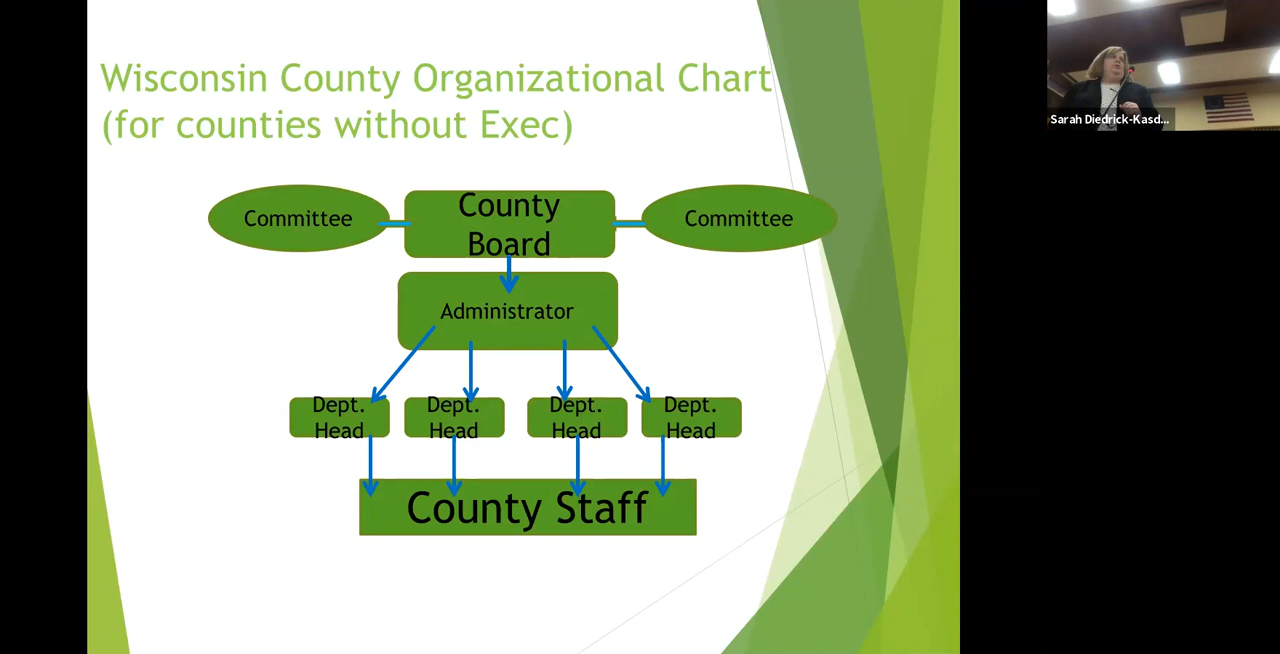 Wisconsin County Organizational Chart
(for counties without Exec)
Sarah Diedrick-Kasd...
Committee
County
Board
Committee
Administrator
Dept.
Head
Dept.
Head
Dept.
Head
Dept.
Head
County Staff